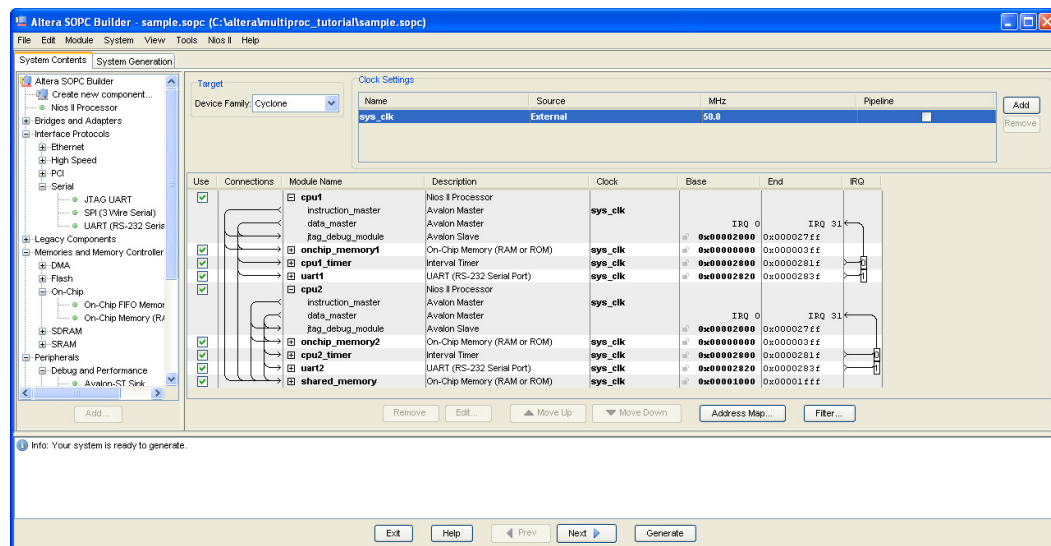 Altera SOPC Builder - sample.sopc (C:\altera\multiproc_tutorial\sample.sopc)
File Edit Module System View Tools Nios II Help
System Contents System Generation
Altera SOPC Builder
Create new component...
Nios II Processor
Bridges and Adapters
Interface Protocols
Ethernet
High Speed
PCI
Serial
JTAG UART
SPI (3 Wire Serial)
UART (RS-232 Serie
Legacy Components
Memories and Memory Controller
DMA
Flash
On-Chip
On-Chip FIFO Memor
On-Chip Memory (R/
SDRAM
SRAM
Peripherals
Debug and Performance
Avalon-ST Sink
Add...
Target
Device Family: Cyclone
Clock Settings
Name Source MHz Pipeline
sys_clk External 50.0
Add
Remove
Use Connections Module Name Description Clock Base End IRQ
cpu1 Nios II Processor
instruction_master Avalon Master sys_clk
data_master Avalon Master IRQ 0 IRQ 31
jtag_debug_module Avalon Slave 0x00002000 0x000027ff
onchip_memory1 On-Chip Memory (RAM or ROM) sys_clk 0x00000000 0x000003ff
cpu1_timer Interval Timer sys_clk 0x00002800 0x0000281f 0
uart1 UART (RS-232 Serial Port) sys_clk 0x00002820 0x0000283f 1
cpu2 Nios II Processor
instruction_master Avalon Master sys_clk
data_master Avalon Master IRQ 0 IRQ 31
jtag_debug_module Avalon Slave 0x00002000 0x000027ff
onchip_memory2 On-Chip Memory (RAM or ROM) sys_clk 0x00000000 0x000003ff
cpu2_timer Interval Timer sys_clk 0x00002800 0x0000281f 0
uart2 UART (RS-232 Serial Port) sys_clk 0x00002820 0x0000283f 1
shared_memory On-Chip Memory (RAM or ROM) sys_clk 0x00001000 0x00001fff
Remove Edit... Move Up Move Down Address Map... Filter...
Info: Your system is ready to generate.
Exit Help Prev Next Generate